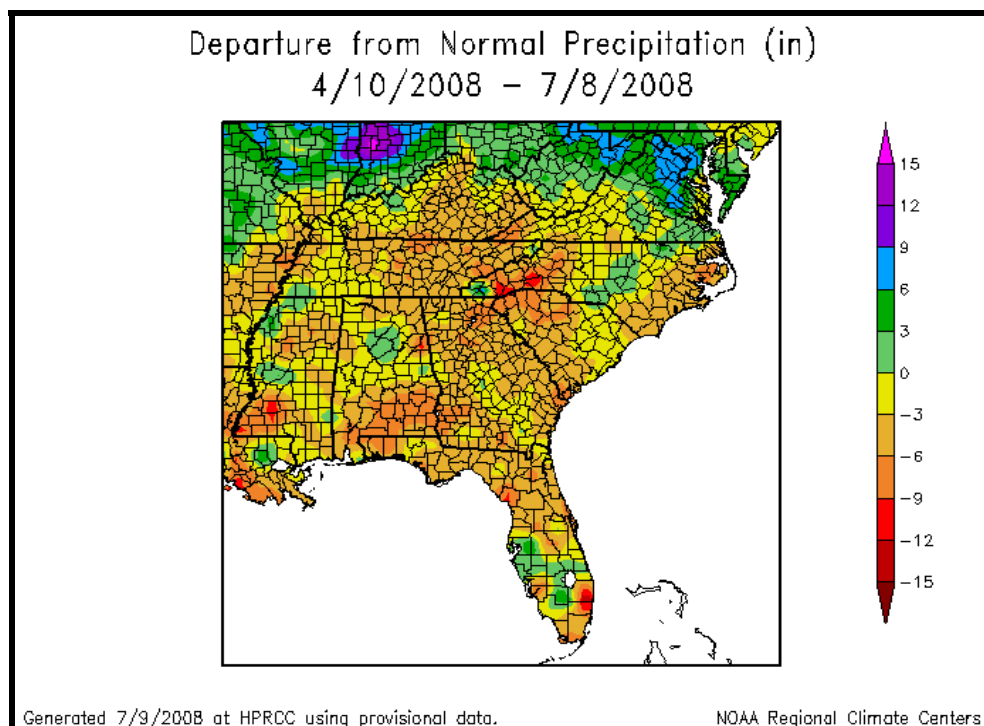 Departure from Normal Precipitation (in)
4/10/2008 – 7/8/2008
15
12
9
6
3
0
-3
-6
-9
-12
-15
Generated 7/9/2008 at HPRCC using provisional data.
NOAA Regional Climate Centers